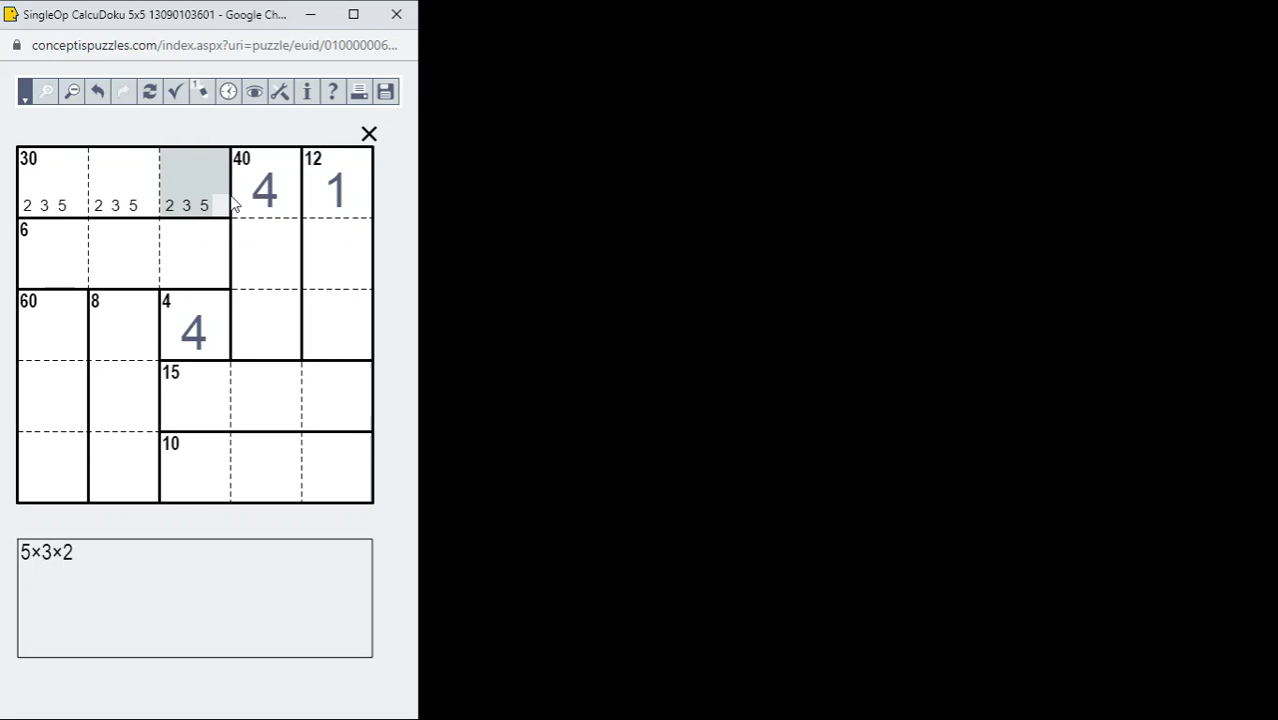 SingleOp CalcuDoku 5x5 13090103601 - Google Ch...
conceptispuzzles.com/index.aspx?uri=puzzle/euid/010000006...
1
30 40 12
4 1
2 3 5 2 3 5 2 3 5
6
60 8 4
4
15
10
5×3×2